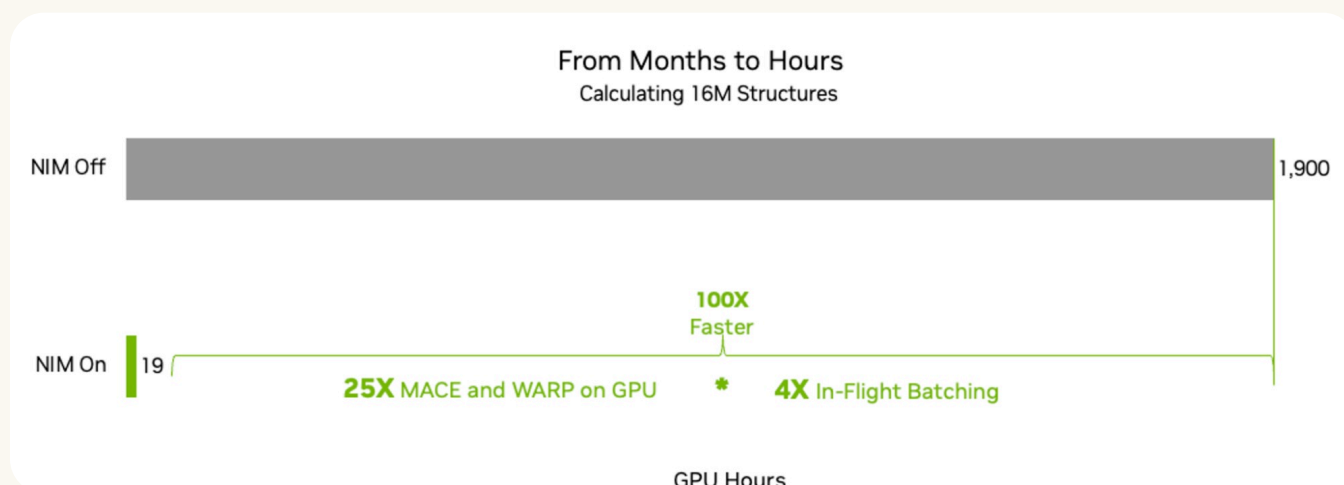 From Months to Hours
Calculating 16M Structures
NIM Off
1,900
100X
Faster
NIM On
19
25X MACE and WARP on GPU * 4X In-Flight Batching
GPU Hours